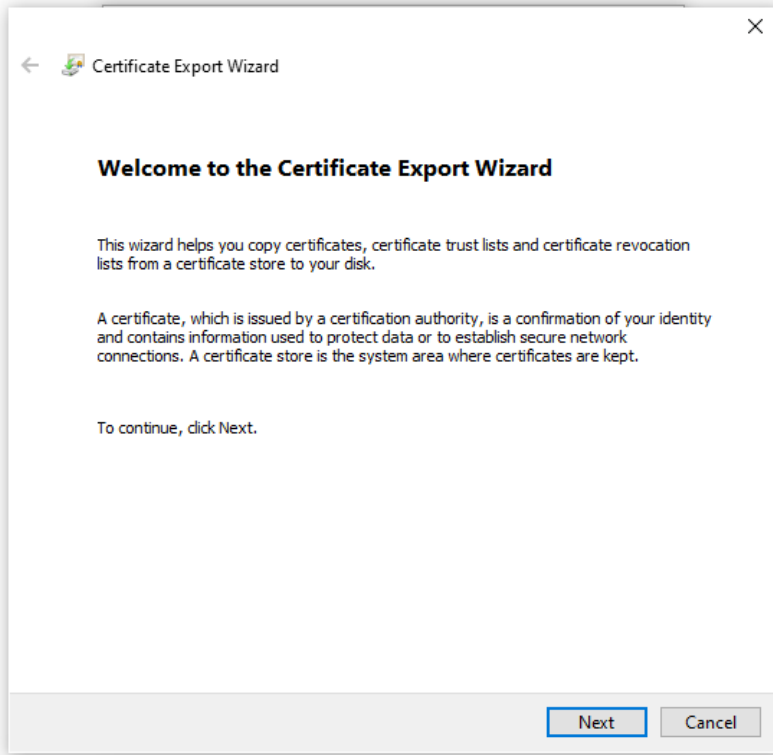 Certificate Export Wizard
Welcome to the Certificate Export Wizard
This wizard helps you copy certificates, certificate trust lists and certificate revocation
lists from a certificate store to your disk.
A certificate, which is issued by a certification authority, is a confirmation of your identity
and contains information used to protect data or to establish secure network
connections. A certificate store is the system area where certificates are kept.
To continue, click Next.
Next
Cancel